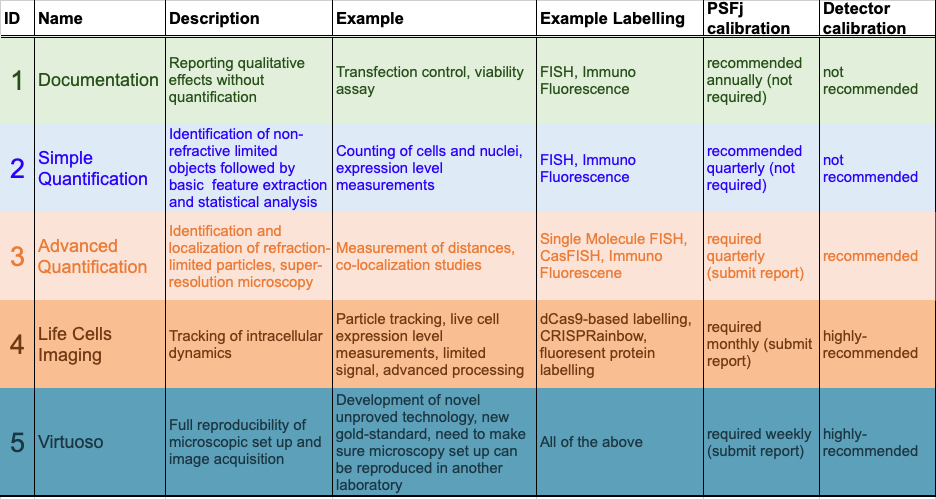 ID
Name
Description
Example
Example Labelling
PSFj
calibration
Detector
calibration
1
Documentation
Reporting qualitative
effects without
quantification
Transfection control, viability
assay
FISH, Immuno
Fluorescence
recommended
annually (not
required)
not
recommended
2
Simple
Quantification
Identification of non-
refractive limited
objects followed by
basic feature extraction
and statistical analysis
Counting of cells and nuclei,
expression level
measurements
FISH, Immuno
Fluorescence
recommended
quarterly (not
required)
not
recommended
3
Advanced
Quantification
Identification and
localization of refraction-
limited particles, super-
resolution microscopy
Measurement of distances,
co-localization studies
Single Molecule FISH,
CasFISH, Immuno
Fluorescene
required
quarterly
(submit report)
recommended
4
Life Cells
Imaging
Tracking of intracellular
dynamics
Particle tracking, live cell
expression level
measurements, limited
signal, advanced processing
dCas9-based labelling,
CRISPRainbow,
fluoresent protein
labelling
required
monthly (submit
report)
highly-
recommended
5
Virtuoso
Full reproducibility of
microscopic set up and
image acquisition
Development of novel
unproved technology, new
gold-standard, need to make
sure microscopy set up can
be reproduced in another
laboratory
All of the above
required weekly
(submit report)
highly-
recommended